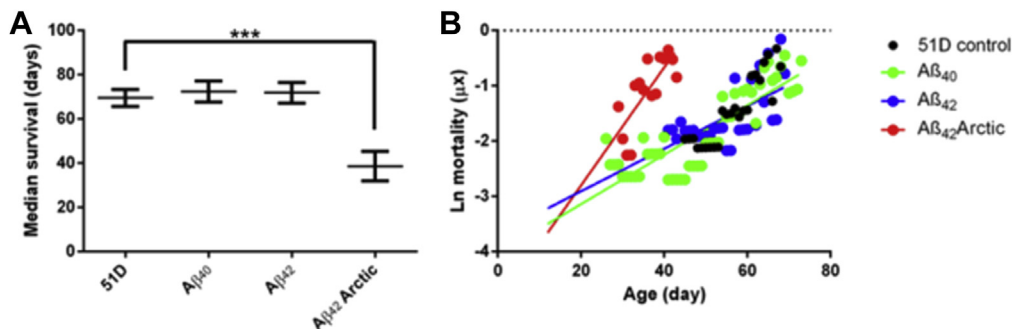 A
Median survival (days)
100
80
60
40
20
0
***
51D
Aβ40
Aβ42
Aβ42 Arctic
B
Ln mortality (μx)
-0
-1
-2
-3
-4
0
20
40
60
80
Age (day)
51D control
Aß40
Aß42
Aß42Arctic